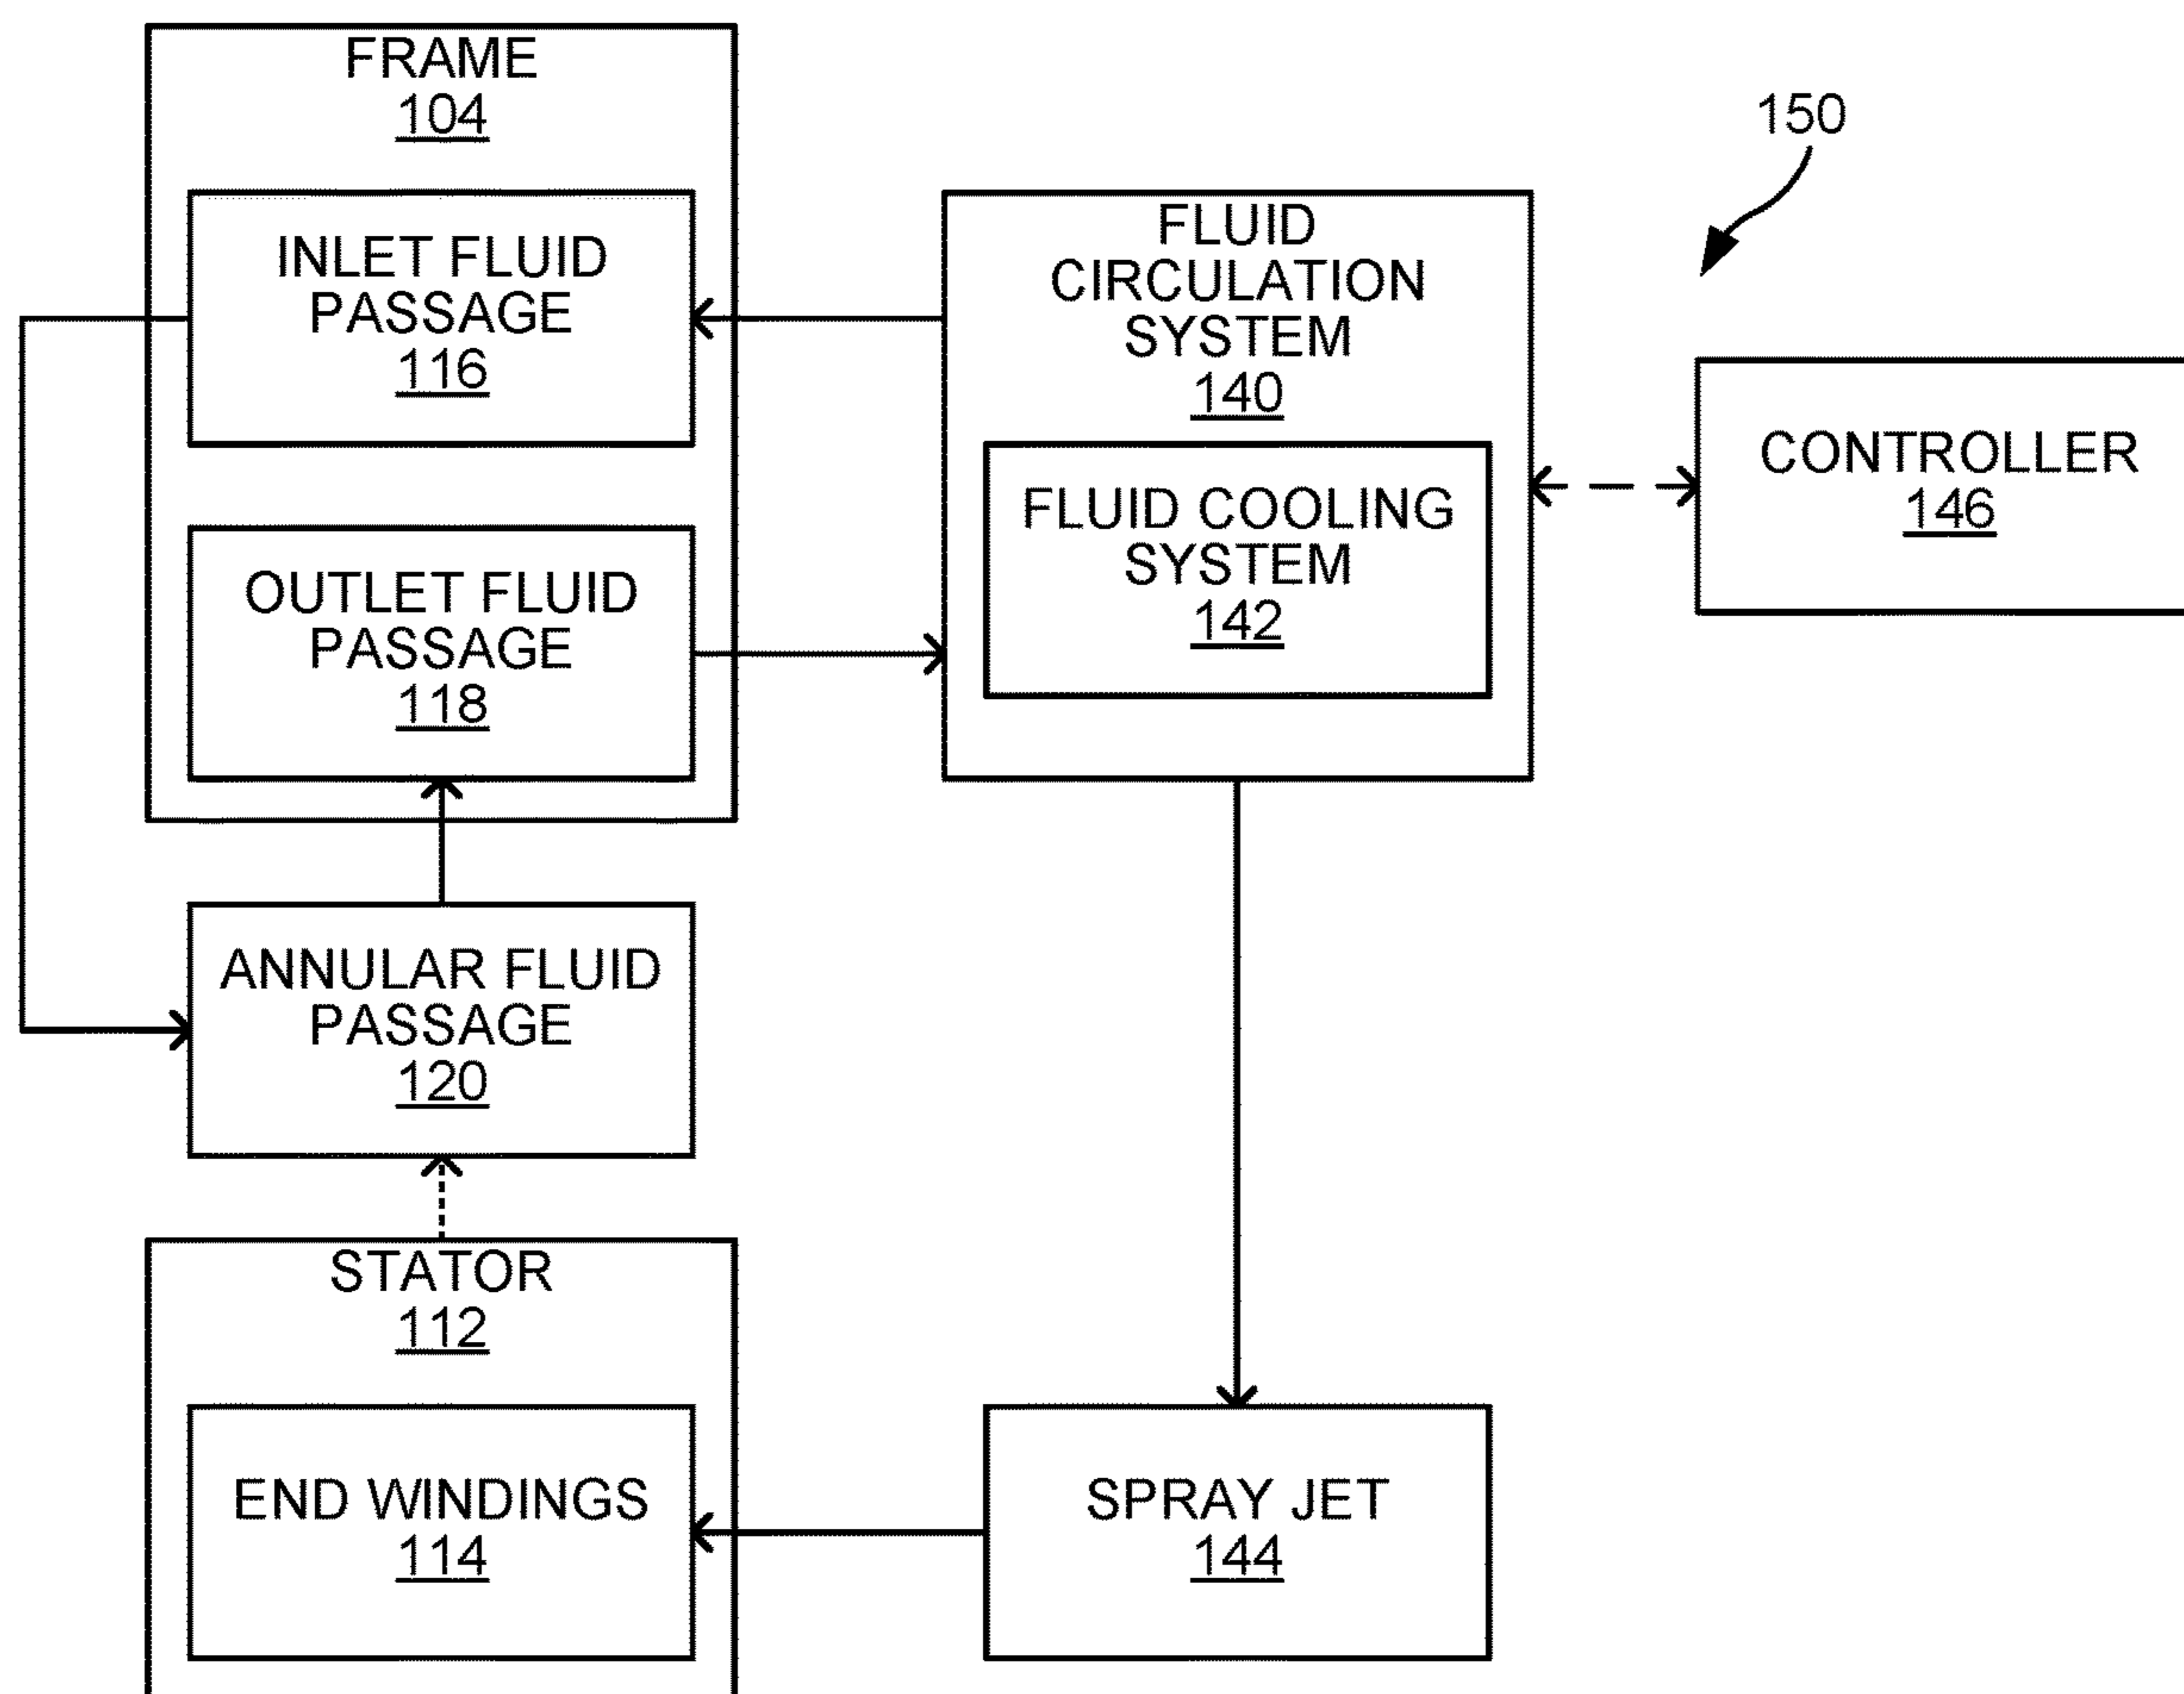 FRAME
104
INLET FLUID
PASSAGE
116
OUTLET FLUID
PASSAGE
118
ANNULAR FLUID
PASSAGE
120
STATOR
112
END WINDINGS
114
FLUID
CIRCULATION
SYSTEM
140
FLUID COOLING
SYSTEM
142
SPRAY JET
144
150
CONTROLLER
146